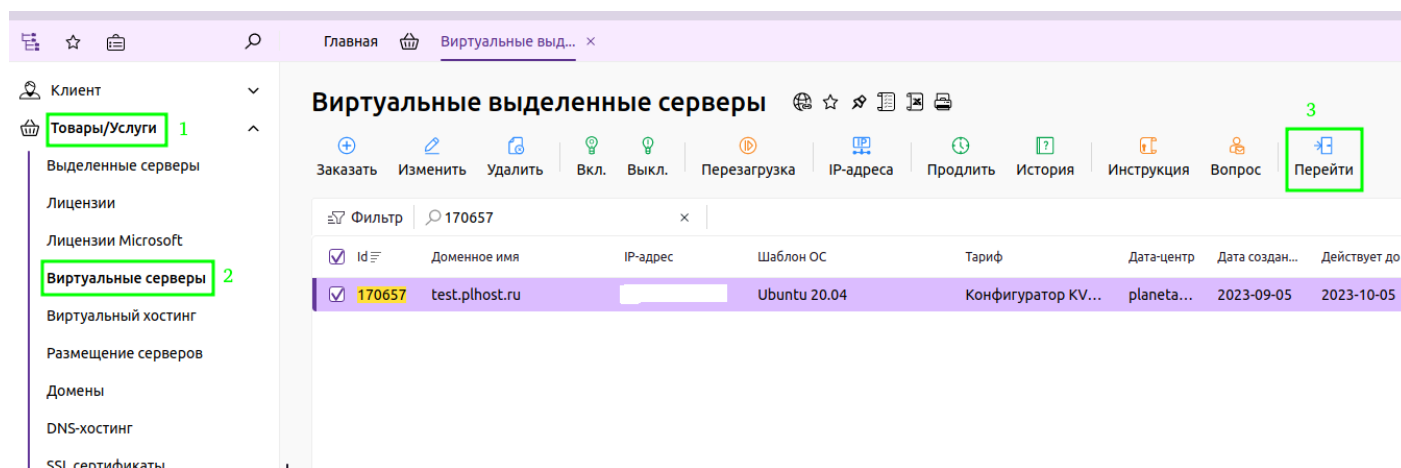 Главная
Виртуальные выд... ×
Клиент
Товары/Услуги 1
Выделенные серверы
Лицензии
Лицензии Microsoft
Виртуальные серверы 2
Виртуальный хостинг
Размещение серверов
Домены
DNS-хостинг
SSL сертификаты
Виртуальные выделенные серверы
3
Заказать Изменить Удалить Вкл. Выкл. Перезагрузка IP-адреса Продлить История Инструкция Вопрос Перейти
Фильтр 170657 ×
Id Доменное имя IP-адрес Шаблон ОС Тариф Дата-центр Дата создан... Действует до
170657 test.plhost.ru Ubuntu 20.04 Конфигуратор KV... planeta... 2023-09-05 2023-10-05